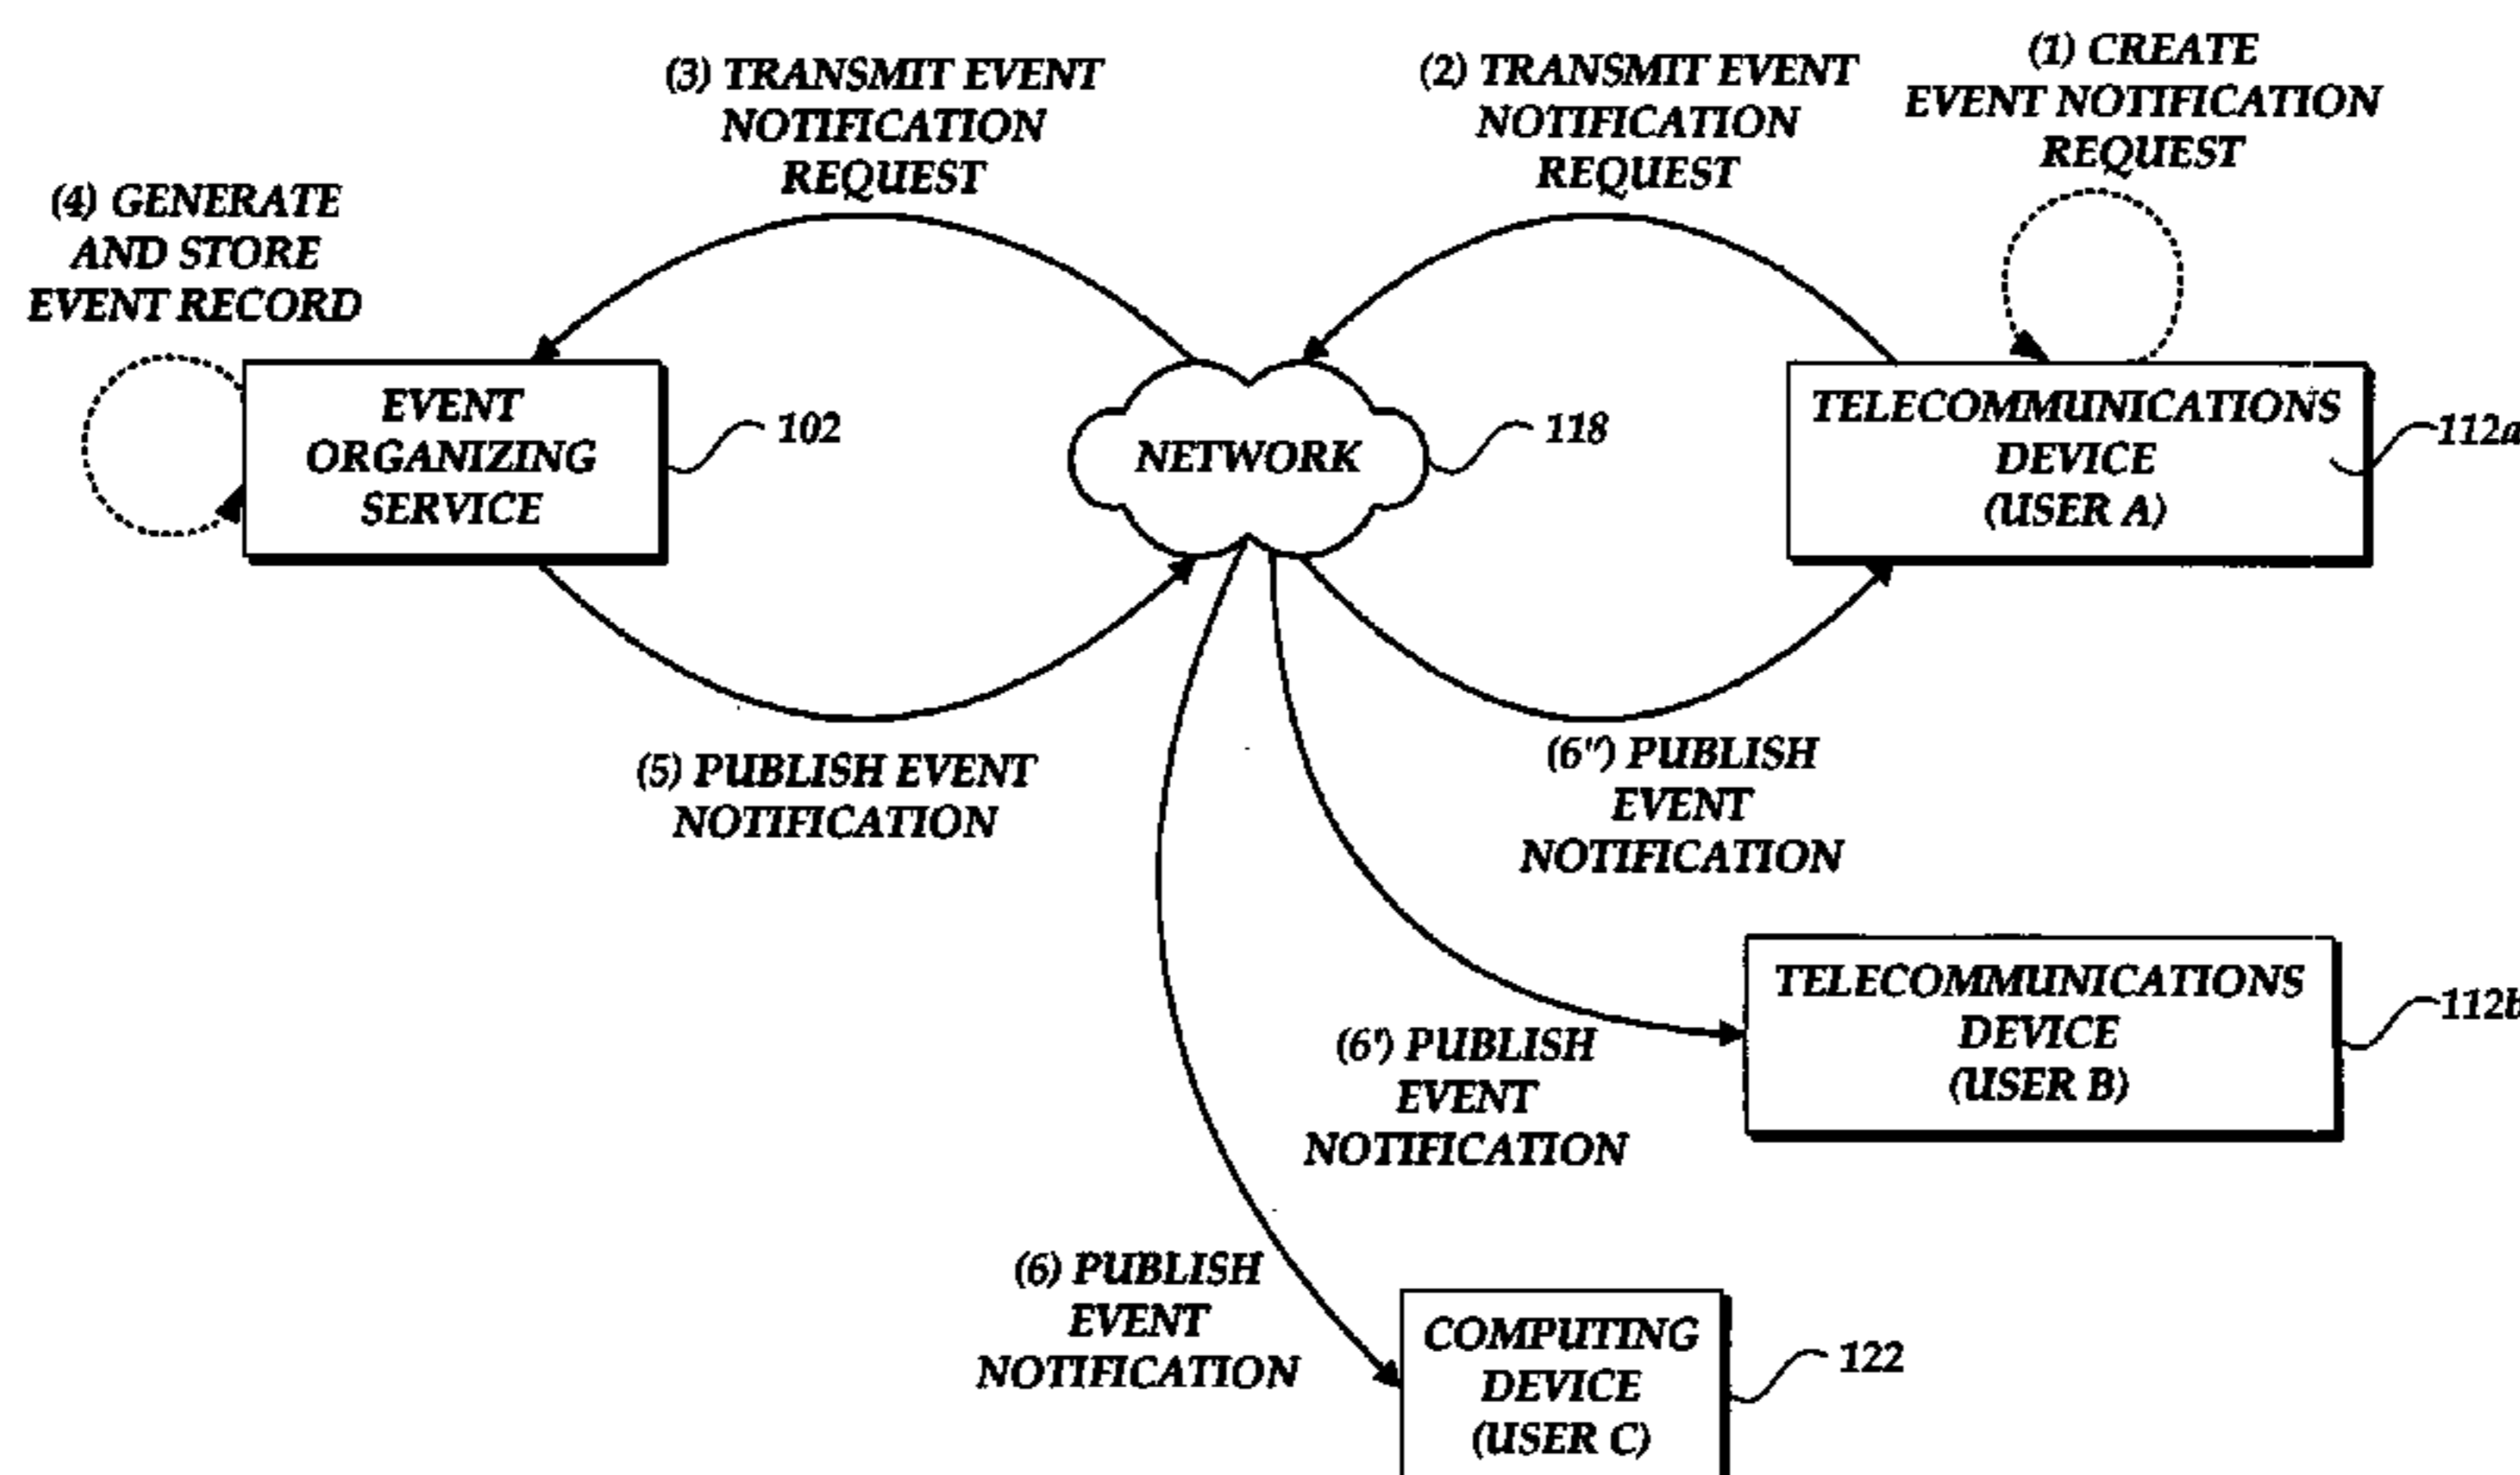 (3) TRANSMIT EVENT
NOTIFICATION
REQUEST
(2) TRANSMIT EVENT
NOTIFICATION
REQUEST
(1) CREATE
EVENT NOTIFICATION
REQUEST
(4) GENERATE
AND STORE
EVENT RECORD
EVENT
ORGANIZING
SERVICE
102
NETWORK
118
TELECOMMUNICATIONS
DEVICE
(USER A)
112a
(5) PUBLISH EVENT
NOTIFICATION
(6") PUBLISH
EVENT
NOTIFICATION
TELECOMMUNICATIONS
DEVICE
(USER B)
112b
(6') PUBLISH
EVENT
NOTIFICATION
(6) PUBLISH
EVENT
NOTIFICATION
COMPUTING
DEVICE
(USER C)
122